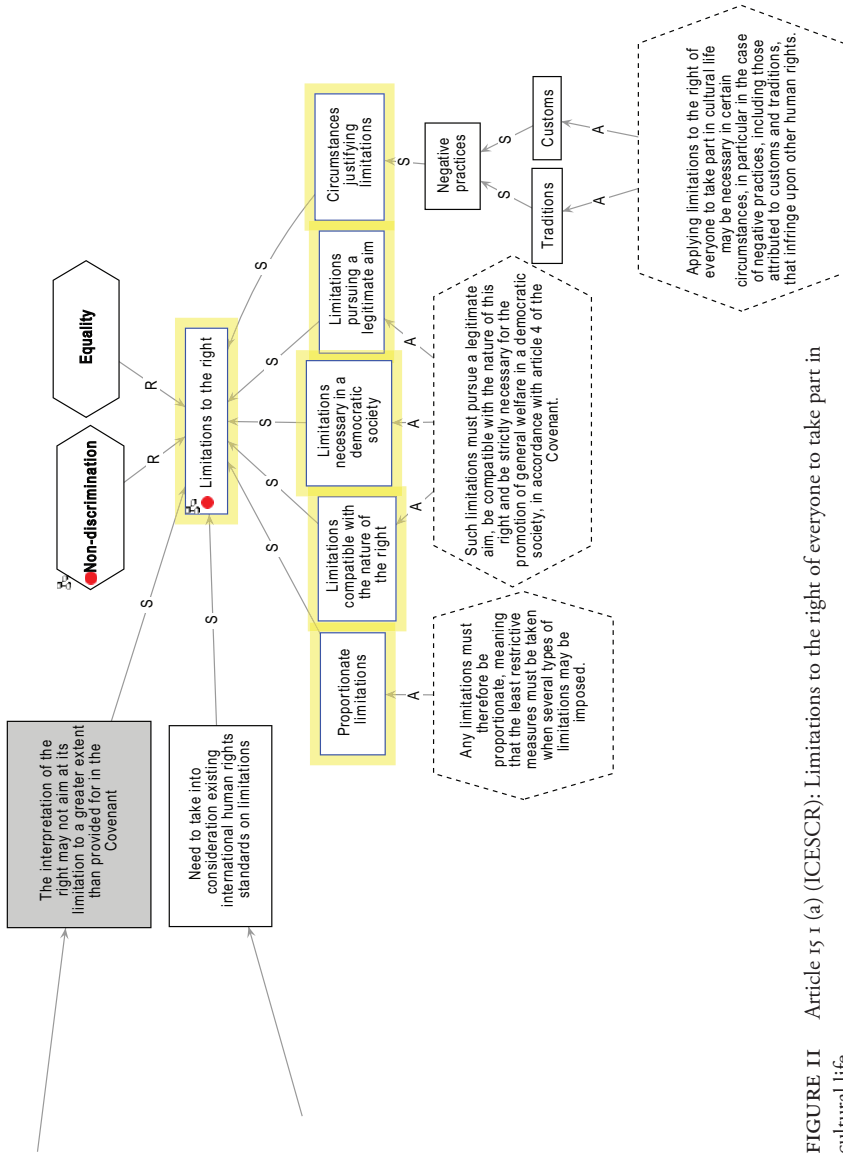 The interpretation of the
right may not aim at its
limitation to a greater extent
than provided for in the
Covenant
Need to take into
consideration existing
international human rights
standards on limitations
S
S
Non-discrimination
Equality
R
R
Limitations to the right
S
S
S
S
S
Proportionate
limitations
Limitations
compatible with
the nature of
the right
Limitations
necessary in a
democratic
society
Limitations
pursuing a
legitimate aim
Circumstances
justifying
limitations
A
A
A
A
S
Any limitations must
therefore be
proportionate, meaning
that the least restrictive
measures must be taken
when several types of
limitations may be
imposed.
Such limitations must pursue a legitimate
aim, be compatible with the nature of this
right and be strictly necessary for the
promotion of general welfare in a democratic
society, in accordance with article 4 of the
Covenant.
Negative
practices
S
S
Traditions
Customs
A
A
Applying limitations to the right of
everyone to take part in cultural life
may be necessary in certain
circumstances, in particular in the case
of negative practices, including those
attributed to customs and traditions,
that infringe upon other human rights.
FIGURE 11 Article 15 1 (a) (ICESCR): Limitations to the right of everyone to take part in
cultural life